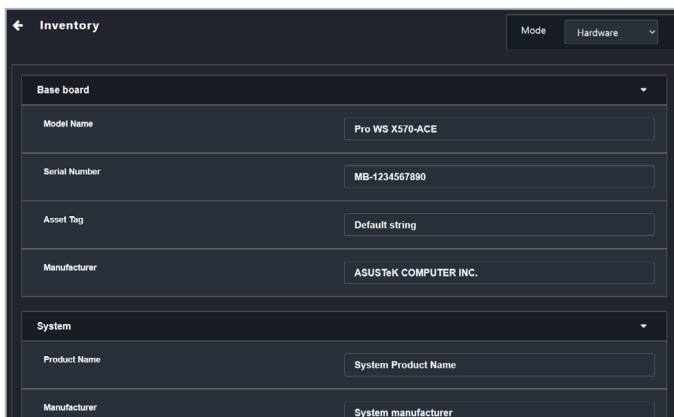 Inventory
Mode
Hardware
Base board
Model Name
Pro WS X570-ACE
Serial Number
MB-1234567890
Asset Tag
Default string
Manufacturer
ASUSTeK COMPUTER INC.
System
Product Name
System Product Name
Manufacturer
System manufacturer